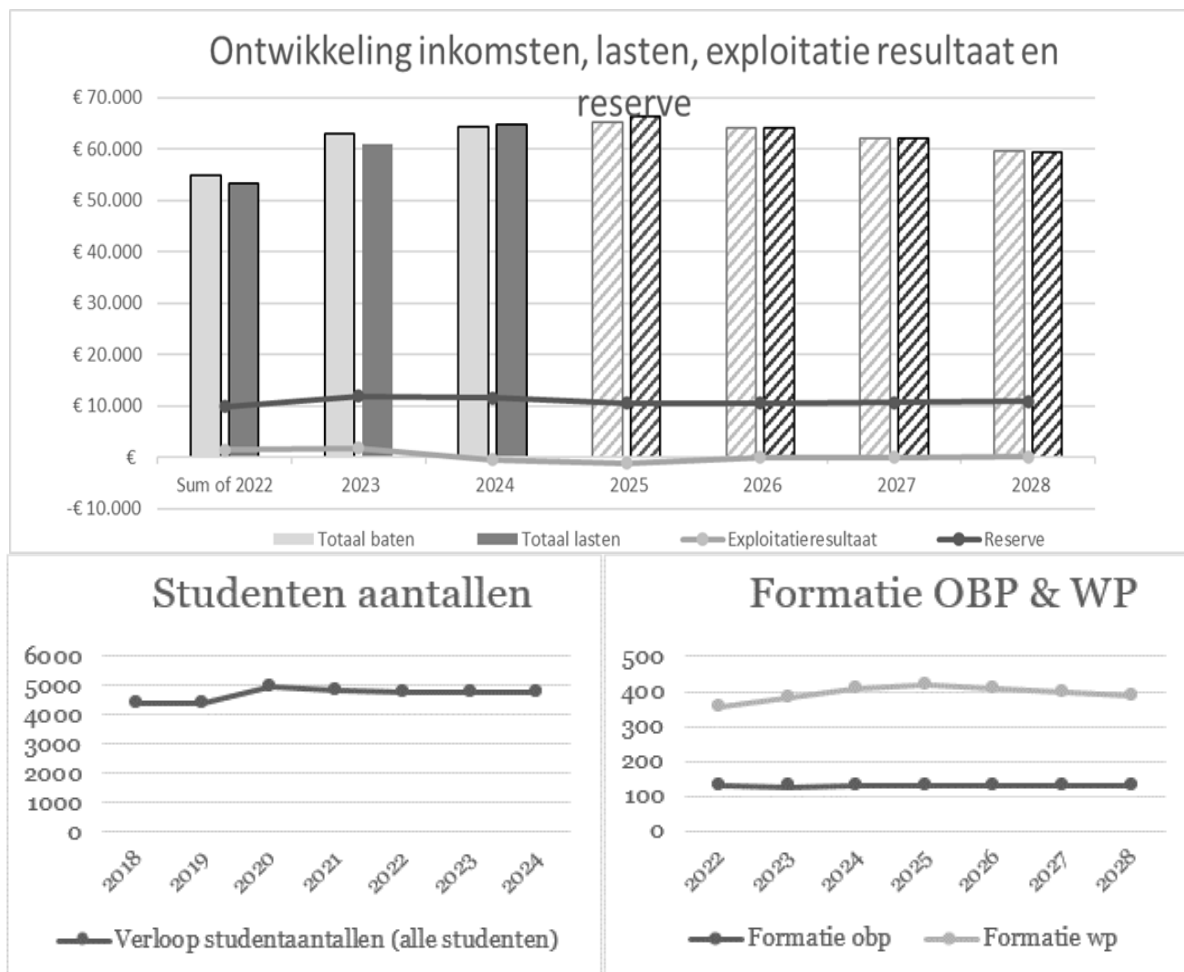 Ontwikkeling inkomsten, lasten, exploitatie resultaat en
reserve
€ 70.000
€ 60.000
€ 50.000
€ 40.000
€ 30.000
€ 20.000
€ 10.000
€
-€ 10.000
Sum of 2022 2023 2024 2025 2026 2027 2028
Totaal baten Totaal lasten Exploitatieresultaat Reserve
Studenten aantallen
6000
5000
4000
3000
2000
1000
0
2018 2019 2020 2021 2022 2023 2024
Verloop studentaantallen (alle studenten)
Formatie OBP & WP
500
400
300
200
100
0
2022 2023 2024 2025 2026 2027 2028
Formatie obp Formatie wp